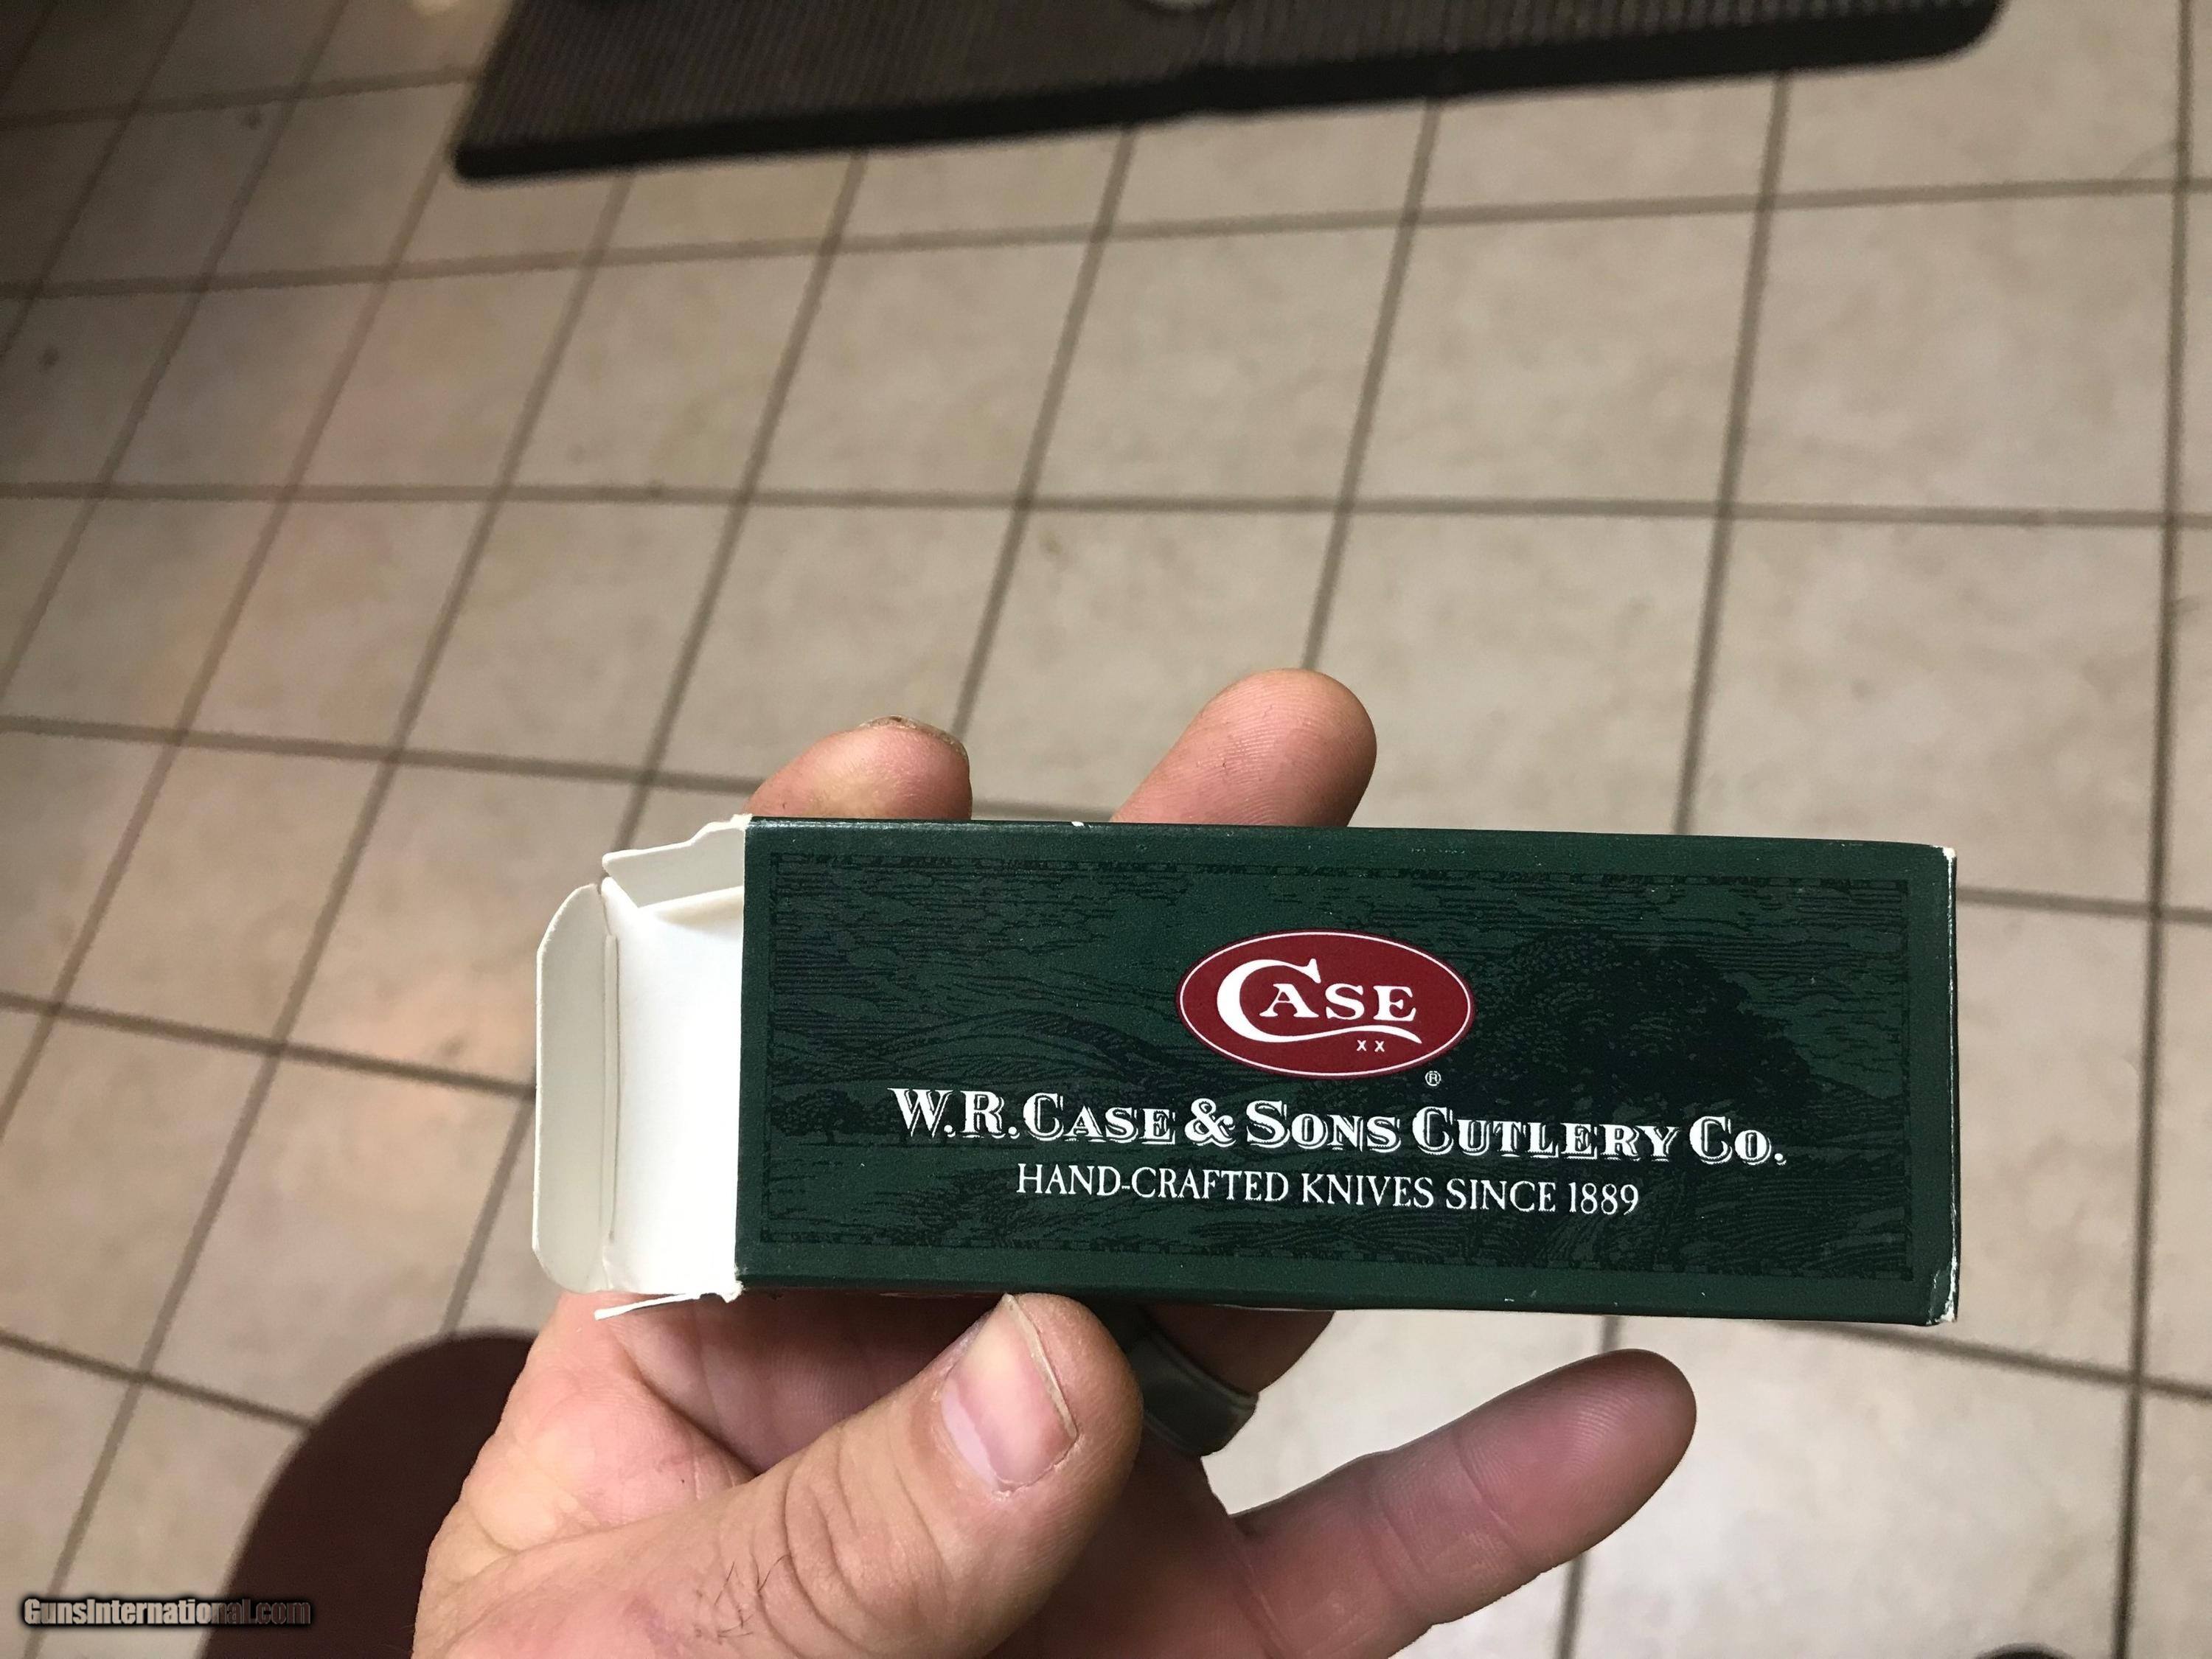 CASE
XX
®
W.R. CASE & SONS CUTLERY CO.
HAND-CRAFTED KNIVES SINCE 1889
GunsInternational.com